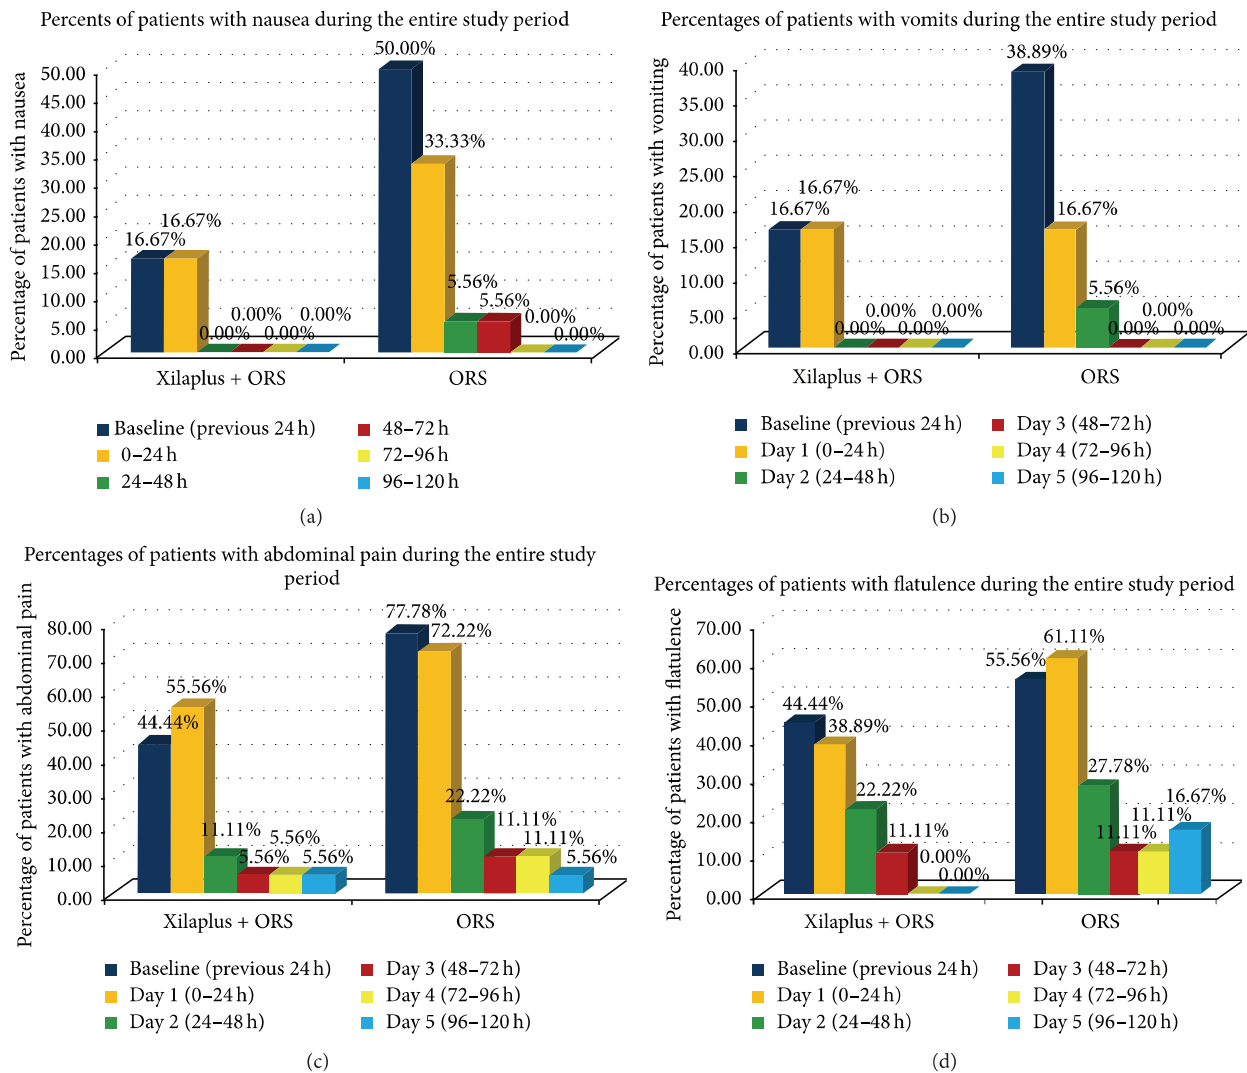 Percents of patients with nausea during the entire study period
Percentage of patients with nausea
50.00
45.00
40.00
35.00
30.00
25.00
20.00
15.00
10.00
5.00
0.00
16.67%
16.67%
0.00%
0.00%
0.00%
0.00%
50.00%
33.33%
5.56%
5.56%
0.00%
0.00%
Xilaplus + ORS
ORS
Baseline (previous 24 h)
0–24 h
24–48 h
48–72 h
72–96 h
96–120 h
(a)
Percentages of patients with vomits during the entire study period
Percentage of patients with vomiting
40.00
35.00
30.00
25.00
20.00
15.00
10.00
5.00
0.00
16.67%
16.67%
0.00%
0.00%
0.00%
0.00%
38.89%
16.67%
5.56%
0.00%
0.00%
0.00%
Xilaplus + ORS
ORS
Baseline (previous 24 h)
Day 1 (0–24 h)
Day 2 (24–48 h)
Day 3 (48–72 h)
Day 4 (72–96 h)
Day 5 (96–120 h)
(b)
Percentages of patients with abdominal pain during the entire study
period
Percentage of patients with abdominal pain
80.00
70.00
60.00
50.00
40.00
30.00
20.00
10.00
0.00
44.44%
55.56%
11.11%
5.56%
5.56%
5.56%
77.78%
72.22%
22.22%
11.11%
11.11%
5.56%
Xilaplus + ORS
ORS
Baseline (previous 24 h)
Day 1 (0–24 h)
Day 2 (24–48 h)
Day 3 (48–72 h)
Day 4 (72–96 h)
Day 5 (96–120 h)
(c)
Percentages of patients with flatulence during the entire study period
Percentage of patients with flatulence
70.00
60.00
50.00
40.00
30.00
20.00
10.00
0.00
44.44%
38.89%
22.22%
11.11%
0.00%
0.00%
55.56%
61.11%
27.78%
11.11%
11.11%
16.67%
Xilaplus + ORS
ORS
Baseline (previous 24 h)
Day 1 (0–24 h)
Day 2 (24–48 h)
Day 3 (48–72 h)
Day 4 (72–96 h)
Day 5 (96–120 h)
(d)